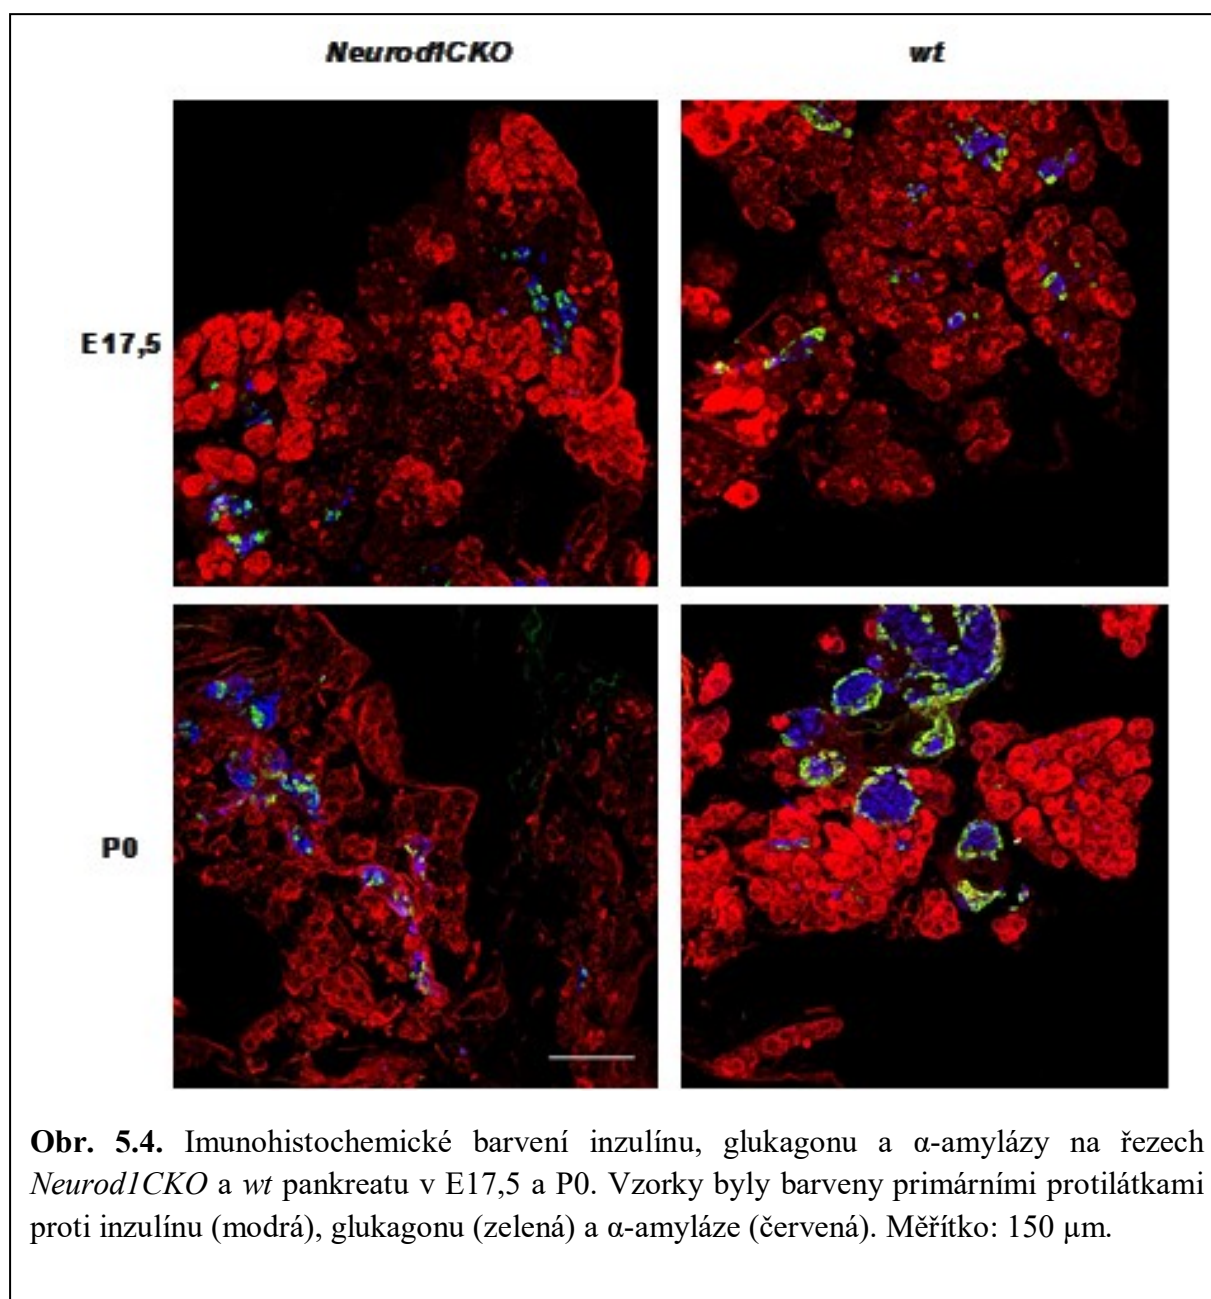 Neurod1CKO wt
E17,5
P0
Obr. 5.4. Imunohistochemické barvení inzulínu, glukagonu a α-amylázy na řezech
Neurod1CKO a wt pankreatu v E17,5 a P0. Vzorky byly barveny primárními protilátkami
proti inzulínu (modrá), glukagonu (zelená) a α-amyláze (červená). Měřítko: 150 µm.